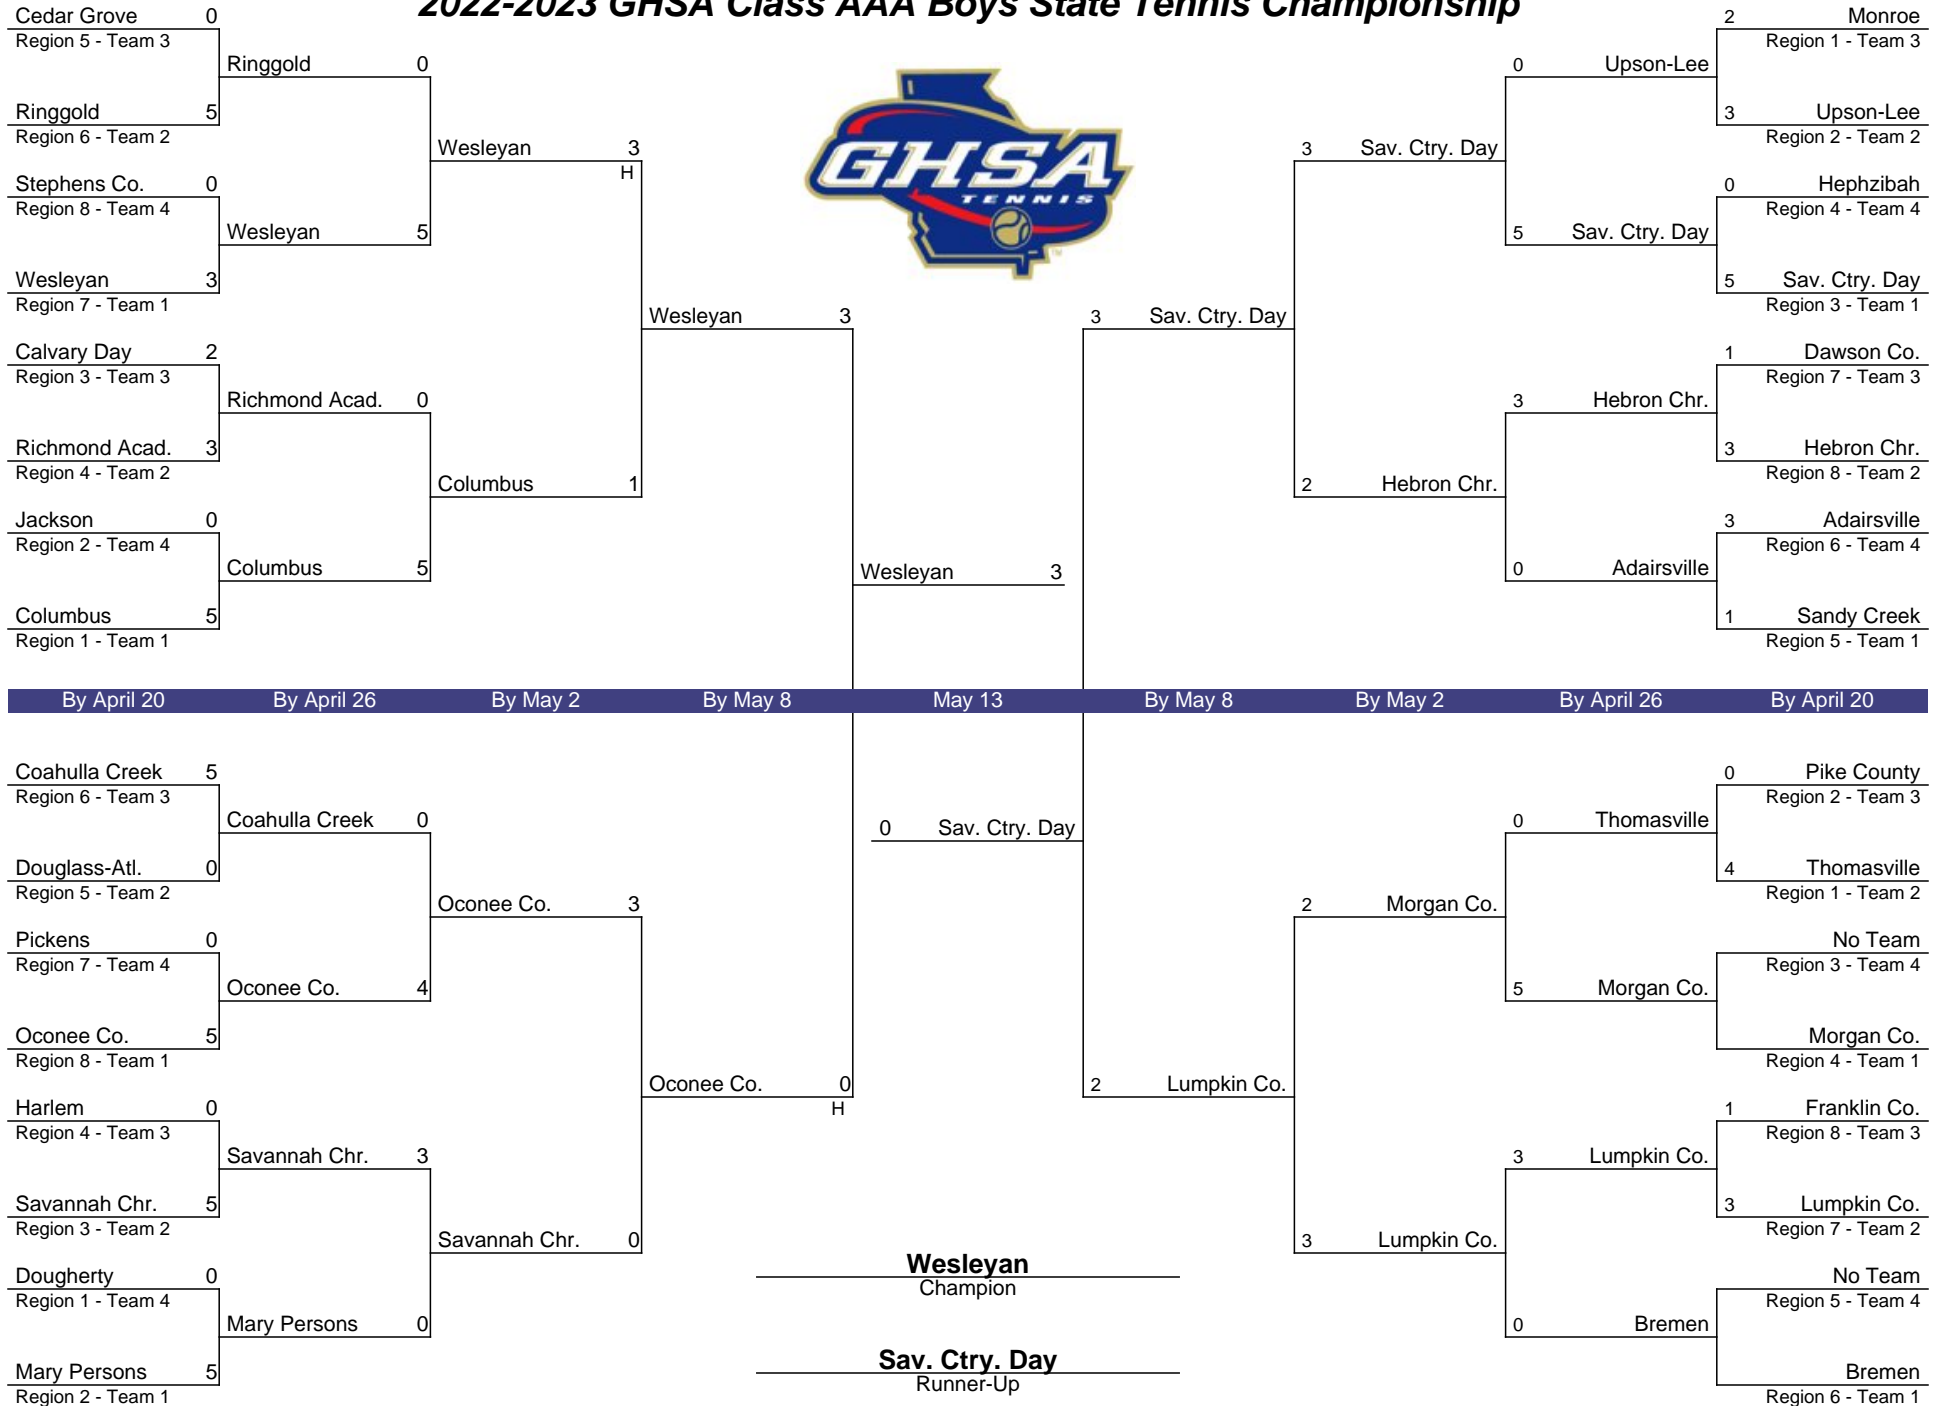 2022-2023 GHSA Class AAA Boys State Tennis Championship
Cedar Grove 0
Region 5 - Team 3
Ringgold 5
Region 6 - Team 2
Stephens Co. 0
Region 8 - Team 4
Wesleyan 3
Region 7 - Team 1
Calvary Day 2
Region 3 - Team 3
Richmond Acad. 3
Region 4 - Team 2
Jackson 0
Region 2 - Team 4
Columbus 5
Region 1 - Team 1
Ringgold 0
Wesleyan 5
Richmond Acad. 0
Columbus 5
Wesleyan 3
H
Columbus 1
Wesleyan 3
Wesleyan 3
GHSA
TENNIS
TM
3 Sav. Ctry. Day
3 Sav. Ctry. Day
2 Hebron Chr.
0 Upson-Lee
5 Sav. Ctry. Day
3 Hebron Chr.
0 Adairsville
2 Monroe
Region 1 - Team 3
3 Upson-Lee
Region 2 - Team 2
0 Hephzibah
Region 4 - Team 4
5 Sav. Ctry. Day
Region 3 - Team 1
1 Dawson Co.
Region 7 - Team 3
3 Hebron Chr.
Region 8 - Team 2
3 Adairsville
Region 6 - Team 4
1 Sandy Creek
Region 5 - Team 1
By April 20 By April 26 By May 2 By May 8 May 13 By May 8 By May 2 By April 26 By April 20
Coahulla Creek 5
Region 6 - Team 3
Douglass-Atl. 0
Region 5 - Team 2
Pickens 0
Region 7 - Team 4
Oconee Co. 5
Region 8 - Team 1
Harlem 0
Region 4 - Team 3
Savannah Chr. 5
Region 3 - Team 2
Dougherty 0
Region 1 - Team 4
Mary Persons 5
Region 2 - Team 1
Coahulla Creek 0
Oconee Co. 4
Savannah Chr. 3
Mary Persons 0
Oconee Co. 3
Savannah Chr. 0
Oconee Co. 0
H
0 Sav. Ctry. Day
Wesleyan
Champion
Sav. Ctry. Day
Runner-Up
2 Lumpkin Co.
2 Morgan Co.
3 Lumpkin Co.
0 Thomasville
5 Morgan Co.
3 Lumpkin Co.
0 Bremen
0 Pike County
Region 2 - Team 3
4 Thomasville
Region 1 - Team 2
No Team
Region 3 - Team 4
Morgan Co.
Region 4 - Team 1
1 Franklin Co.
Region 8 - Team 3
3 Lumpkin Co.
Region 7 - Team 2
No Team
Region 5 - Team 4
Bremen
Region 6 - Team 1